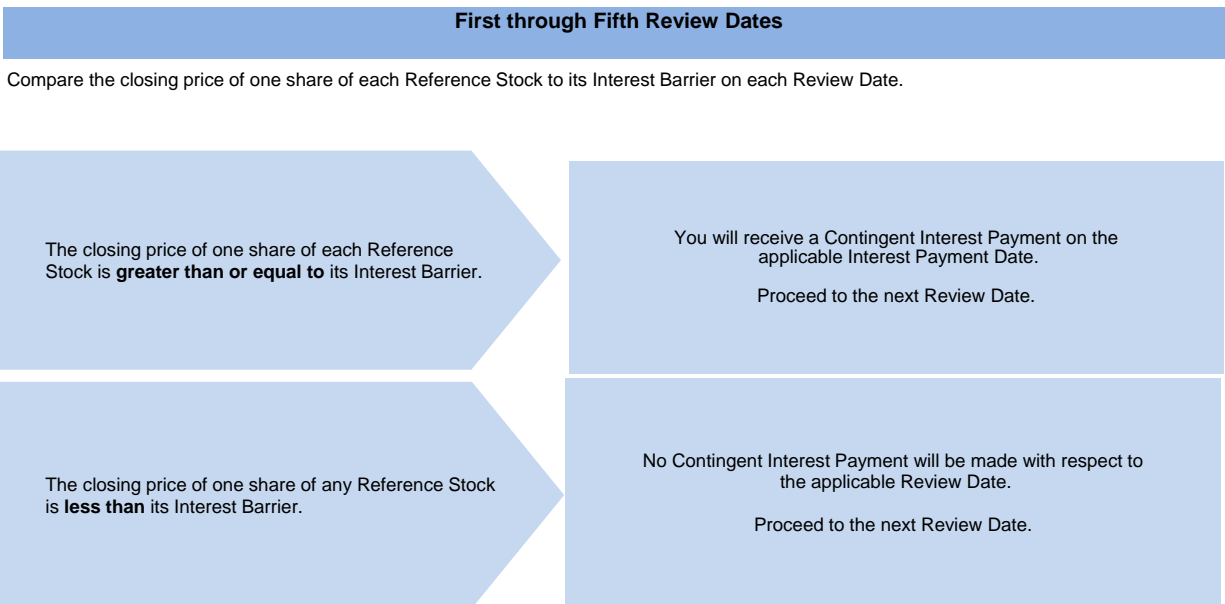 First through Fifth Review Dates
Compare the closing price of one share of each Reference Stock to its Interest Barrier on each Review Date.
The closing price of one share of each Reference
Stock is greater than or equal to its Interest Barrier.
You will receive a Contingent Interest Payment on the
applicable Interest Payment Date.
Proceed to the next Review Date.
The closing price of one share of any Reference Stock
is less than its Interest Barrier.
No Contingent Interest Payment will be made with respect to
the applicable Review Date.
Proceed to the next Review Date.